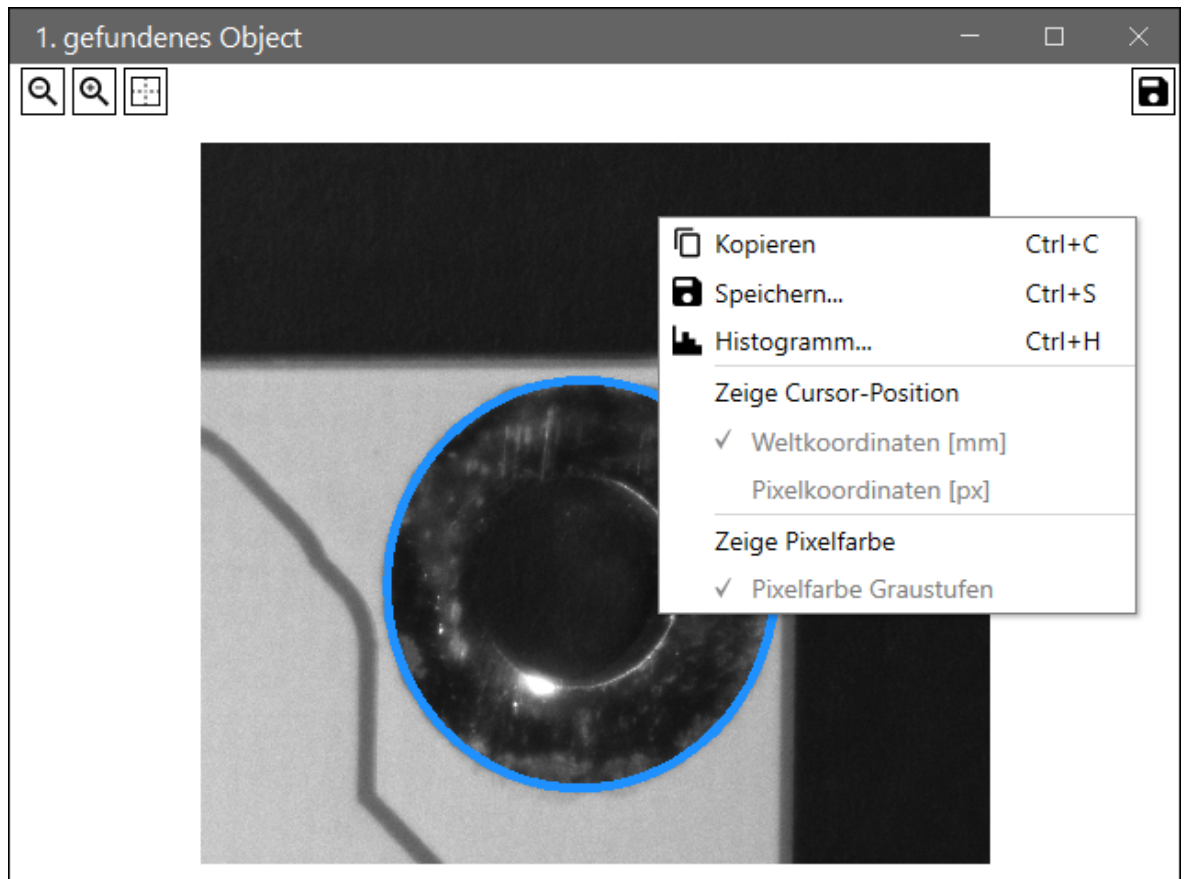 1. gefundenes Object
Kopieren Ctrl+C
Speichern... Ctrl+S
Histogramm... Ctrl+H
Zeige Cursor-Position
✓ Weltkoordinaten [mm]
Pixelkoordinaten [px]
Zeige Pixelfarbe
✓ Pixelfarbe Graustufen